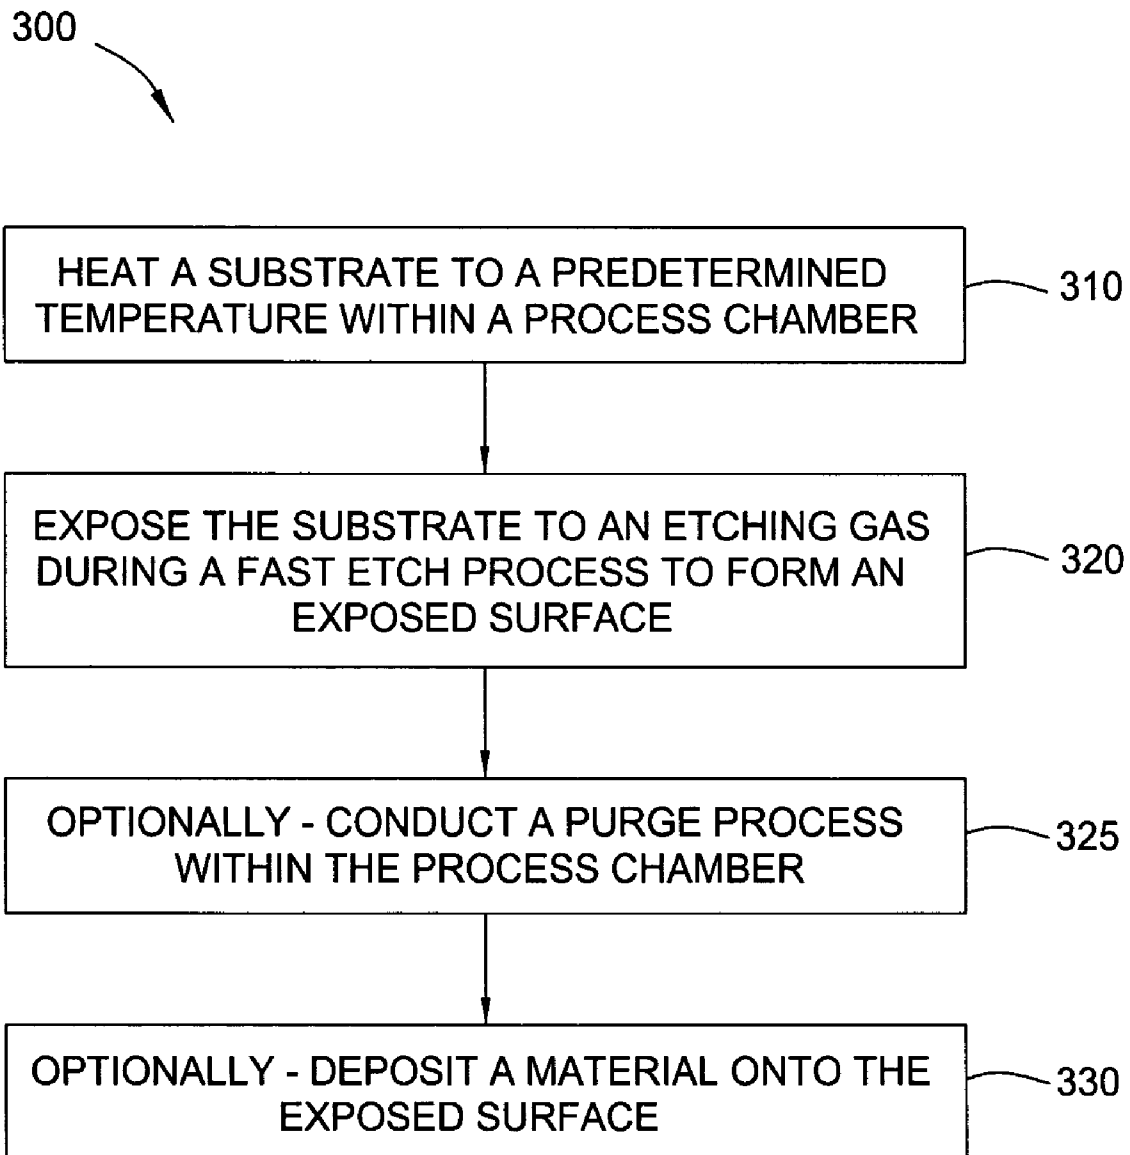 300
HEAT A SUBSTRATE TO A PREDETERMINED
TEMPERATURE WITHIN A PROCESS CHAMBER
310
EXPOSE THE SUBSTRATE TO AN ETCHING GAS
DURING A FAST ETCH PROCESS TO FORM AN
EXPOSED SURFACE
320
OPTIONALLY - CONDUCT A PURGE PROCESS
WITHIN THE PROCESS CHAMBER
325
OPTIONALLY - DEPOSIT A MATERIAL ONTO THE
EXPOSED SURFACE
330